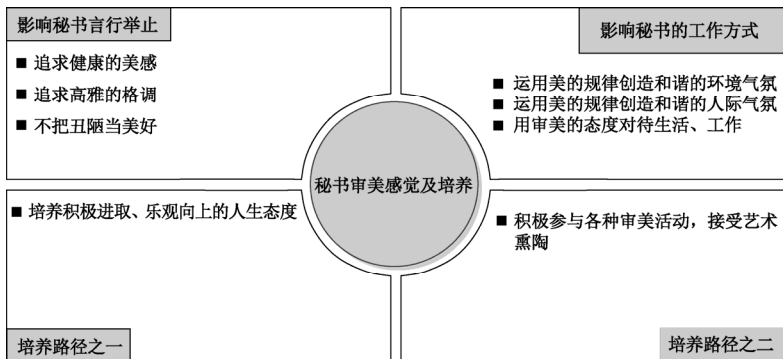 影响秘书言行举止
■ 追求健康的美感
■ 追求高雅的格调
■ 不把丑陋当美好
影响秘书的工作方式
■ 运用美的规律创造和谐的环境气氛
■ 运用美的规律创造和谐的人际气氛
■ 用审美的态度对待生活、工作
秘书审美感觉及培养
■ 培养积极进取、乐观向上的人生态度
培养路径之一
■ 积极参与各种审美活动，接受艺术
熏陶
培养路径之二